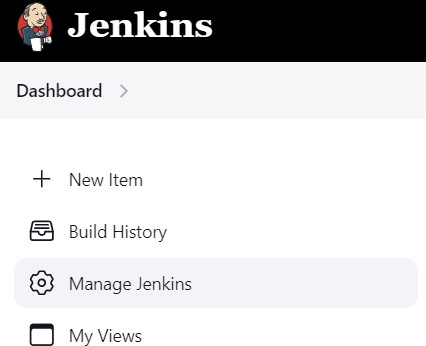 Jenkins
Dashboard
New Item
Build History
Manage Jenkins
My Views